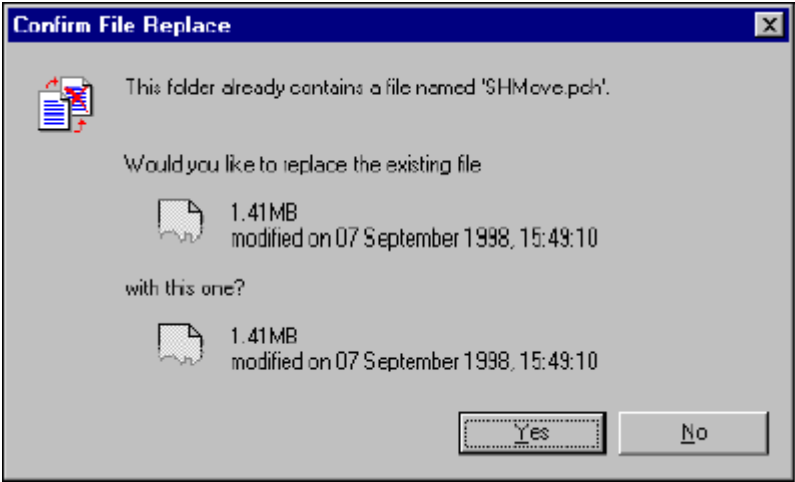 Confirm File Replace
This folder already contains a file named 'SHMove.pch'.
Would you like to replace the existing file
1.41MB
modified on 07 September 1998, 15:49:10
with this one?
1.41MB
modified on 07 September 1998, 15:49:10
Yes No